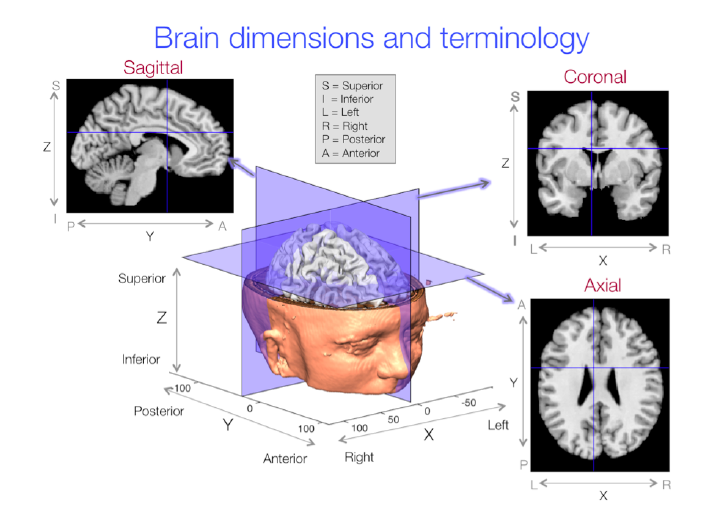 Brain dimensions and terminology
Sagittal
S
Z
I
P
A
Y
S = Superior
I = Inferior
L = Left
R = Right
P = Posterior
A = Anterior
Coronal
S
Z
I
L
R
X
Superior
Z
Inferior
-100
0
100
Posterior
Y
Anterior
100
50
0
-50
Right
X
Left
Axial
A
Y
P
L
R
X